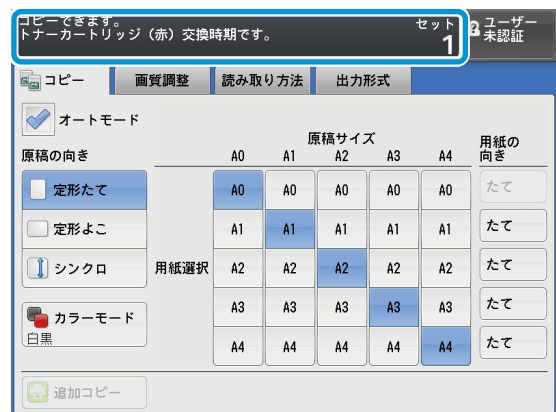 コピーできます。
トナーカートリッジ（赤）交換時期です。
セット
1
ユーザー
未認証
コピー 画質調整 読み取り方法 出力形式
オートモード
原稿の向き
原稿サイズ
用紙の
向き
A0 A1 A2 A3 A4
定形たて A0 A0 A0 A0 A0 たて
定形よこ A1 A1 A1 A1 A1 たて
シンクロ 用紙選択 A2 A2 A2 A2 A2 たて
A3 A3 A3 A3 A3 たて
カラーモード
白黒
A4 A4 A4 A4 A4 たて
追加コピー